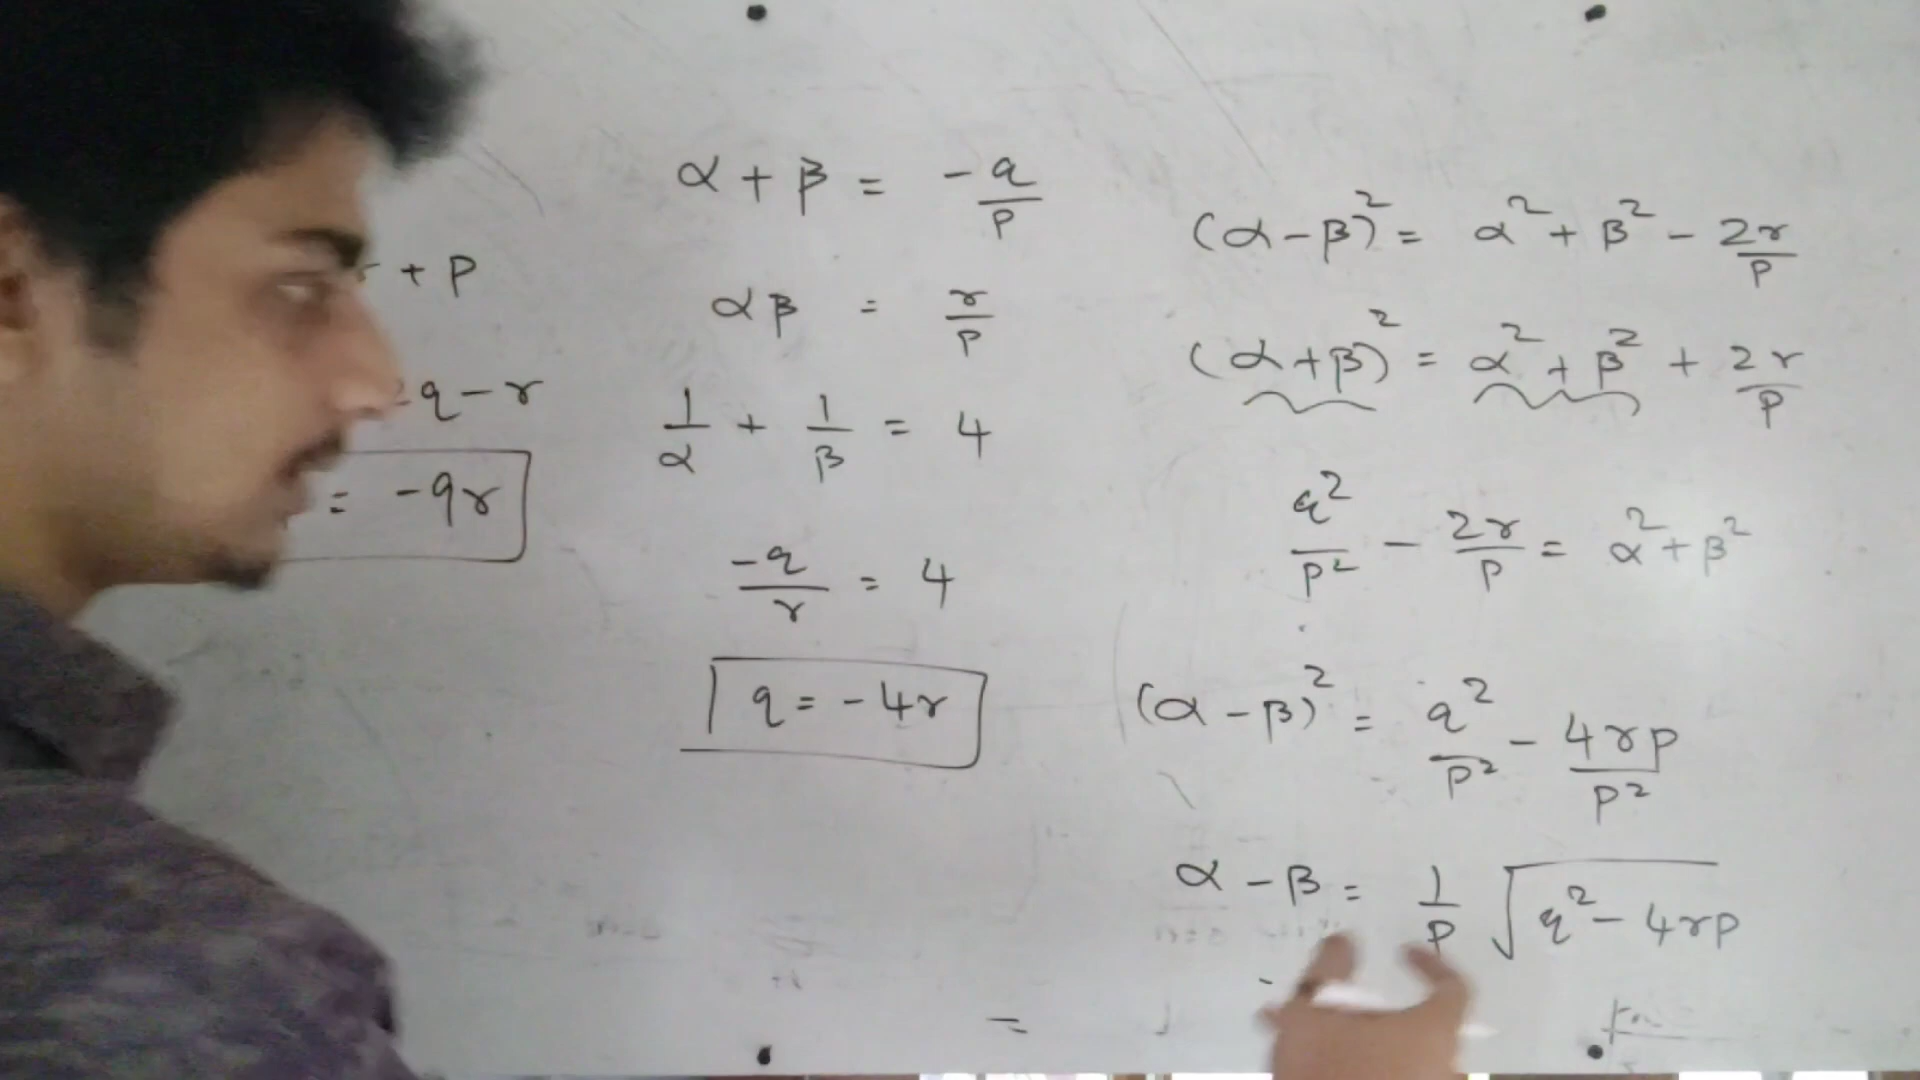 + p
q - r
= -9r
α + β = -q/p
αβ = r/p
1/α + 1/β = 4
-q/r = 4
q = -4r
(α - β)² = α² + β² - 2r/p
(α + β)² = α² + β² + 2r/p
q²/p² - 2r/p = α² + β²
(α - β)² = q²/p² - 4rp/p²
α - β = 1/p √(q² - 4rp)
=